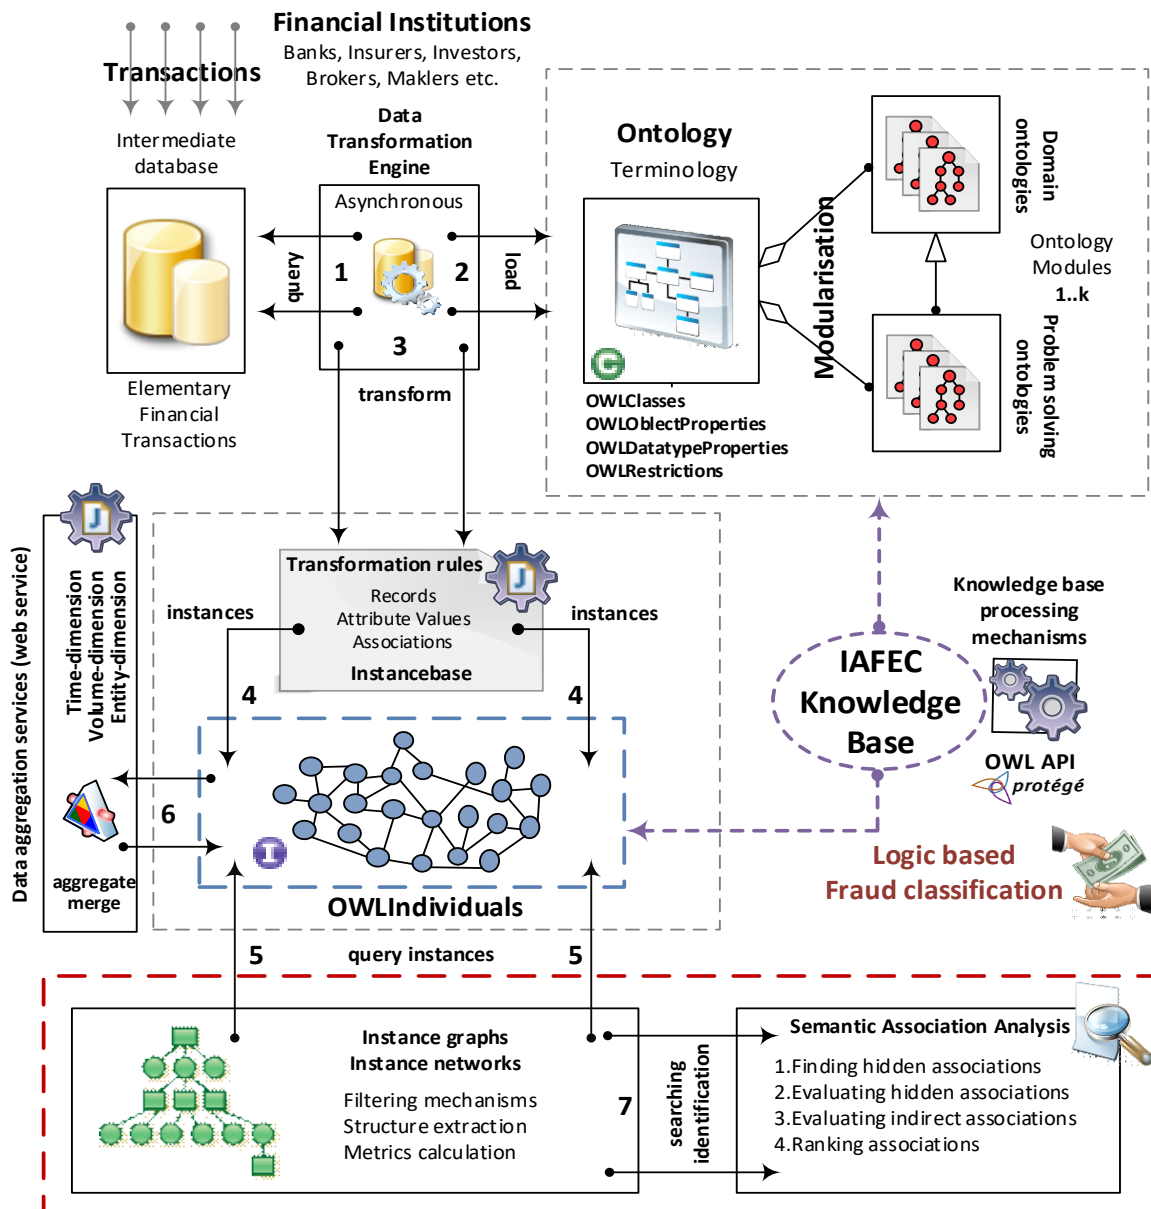 Financial Institutions
Banks, Insurers, Investors,
Brokers, Maklers etc.
Transactions
Intermediate
database
Data
Transformation
Engine
Asynchronous
query
1
2
load
3
transform
Elementary
Financial
Transactions
Ontology
Terminology
C
OWLClasses
OWLOblectProperties
OWLDatatypeProperties
OWLRestrictions
Modularisation
Domain
ontologies
Ontology
Modules
1..k
Problem solving
ontologies
Data aggregation services (web service)
J
Time-dimension
Volume-dimension
Entity-dimension
6
aggregate
merge
Transformation rules
J
Records
Attribute Values
Associations
Instancebase
instances
instances
4
4
I
OWLIndividuals
5
query instances
5
Knowledge base
processing
mechanisms
IAFEC
Knowledge
Base
OWL API
protégé
Logic based
Fraud classification
Instance graphs
Instance networks
Filtering mechanisms
Structure extraction
Metrics calculation
7
searching
identification
Semantic Association Analysis
1.Finding hidden associations
2.Evaluating hidden associations
3.Evaluating indirect associations
4.Ranking associations